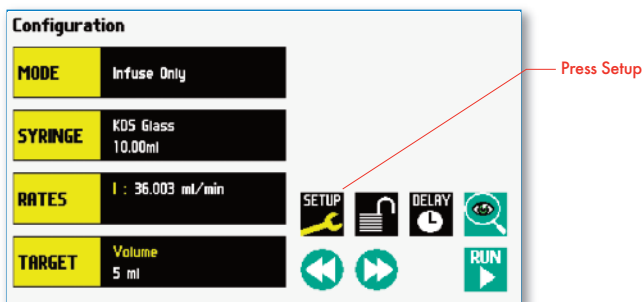 Configuration
MODE
Infuse Only
Press Setup
SYRINGE
KDS Glass
10.00ml
RATES
I : 36.003 ml/min
SETUP
DELAY
TARGET
Volume
5 ml
RUN